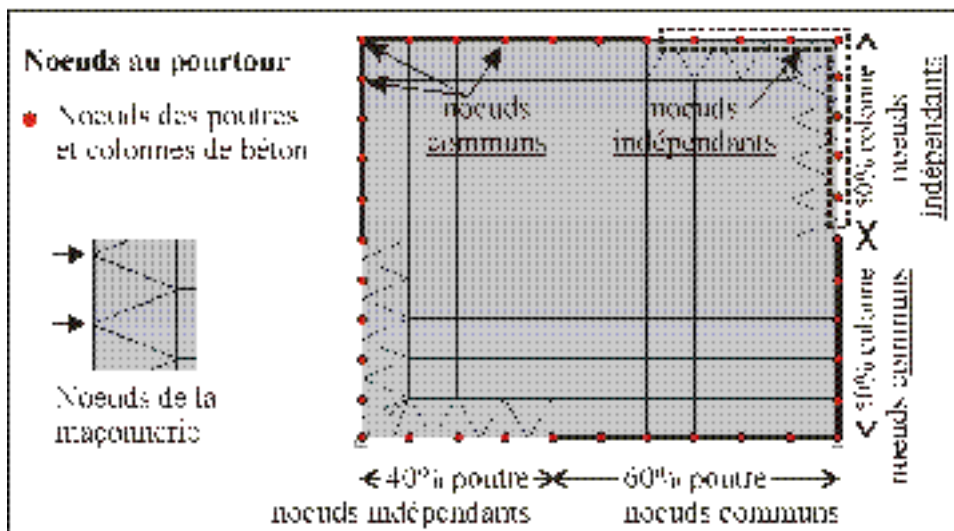 Noeuds au pourtour
Noeuds des poutres
et colonnes de béton
Noeuds de la
maçonnerie
noeuds
communs
noeuds
indépendants
50% colonne
noeuds
indépendants
50% colonne
noeuds communs
40% poutre
noeuds indépendants
60% poutre
noeuds communs